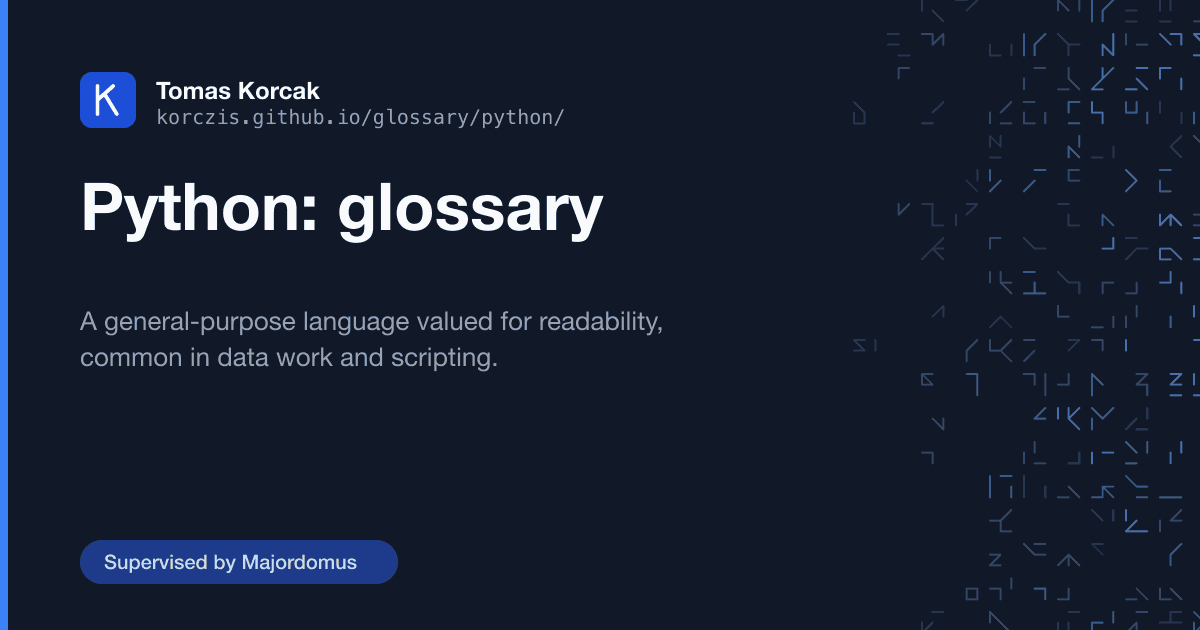 K
Tomas Korcak
korczis.github.io/glossary/python/
Python: glossary
A general-purpose language valued for readability,
common in data work and scripting.
Supervised by Majordomus